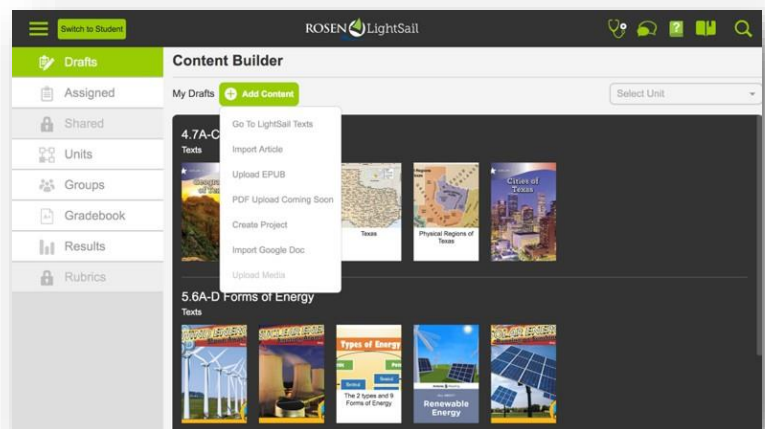 Switch to Student
ROSEN LightSail
Drafts
Assigned
Shared
Units
Groups
Gradebook
Results
Rubrics
Content Builder
My Drafts
Add Content
Select Unit
Go To LightSail Texts
Import Article
Upload EPUB
PDF Upload Coming Soon
Create Project
Import Google Doc
Upload Media
4.7A-C
Texts
Texas
Physical Regions of
Texas
Cities of
Texas
5.6A-D Forms of Energy
Texts
Types of Energy
The 2 types and 9
Forms of Energy
Renewable
Energy